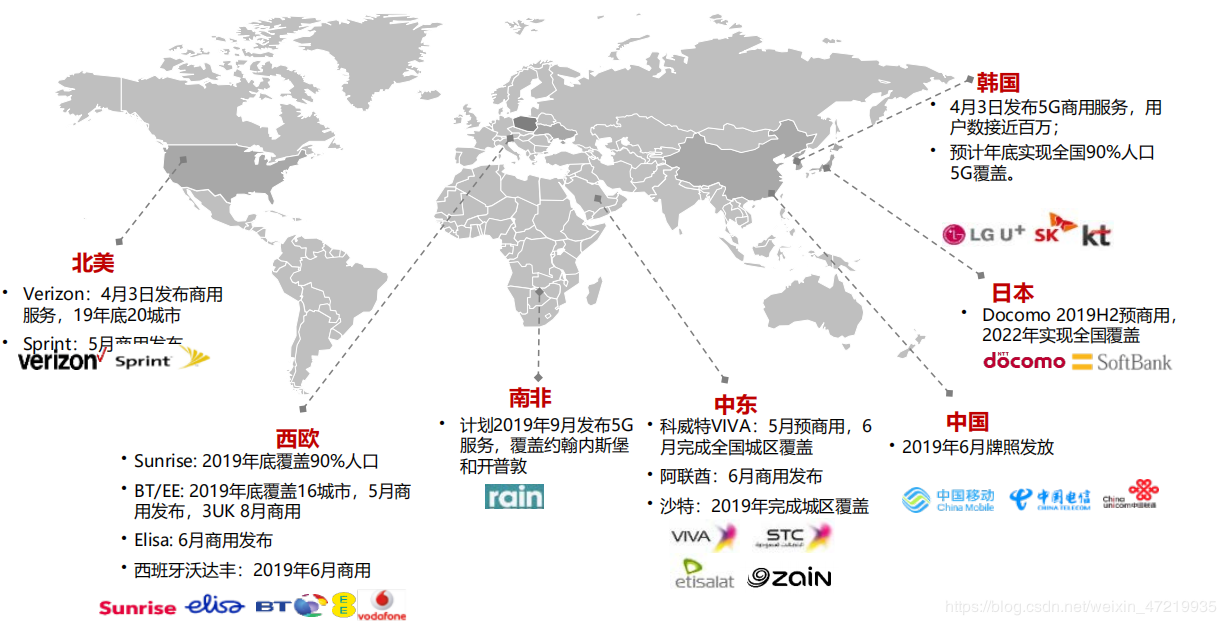 韩国
• 4月3日发布5G商用服务，用
户数接近百万；
• 预计年底实现全国90%人口
5G覆盖。
LG U+ SK kt
北美
• Verizon：4月3日发布商用
服务，19年底20城市
• Sprint：5月商用发布
verizon Sprint
日本
• Docomo 2019H2预商用，
2022年实现全国覆盖
NTT
döcomo SoftBank
西欧
• Sunrise: 2019年底覆盖90%人口
• BT/EE: 2019年底覆盖16城市，5月商
用发布，3UK 8月商用
• Elisa: 6月商用发布
• 西班牙沃达丰：2019年6月商用
Sunrise elisa BT EE vodafone
南非
• 计划2019年9月发布5G
服务，覆盖约翰内斯堡
和开普敦
rain
中东
• 科威特VIVA：5月预商用，6
月完成全国城区覆盖
• 阿联酋：6月商用发布
• 沙特：2019年完成城区覆盖
VIVA STC
etisalat zain
中国
• 2019年6月牌照发放
中国移动
China Mobile
中国电信
CHINA TELECOM
China
unicom中国联通
https://blog.csdn.net/weixin_47219935